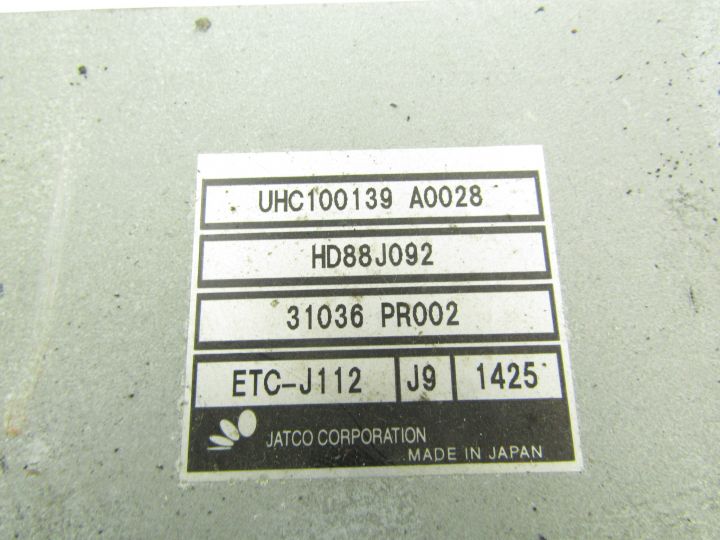 UHC100139 A0028
HD88J092
31036 PR002
ETC-J112 J9 1425
JATCO CORPORATION
MADE IN JAPAN